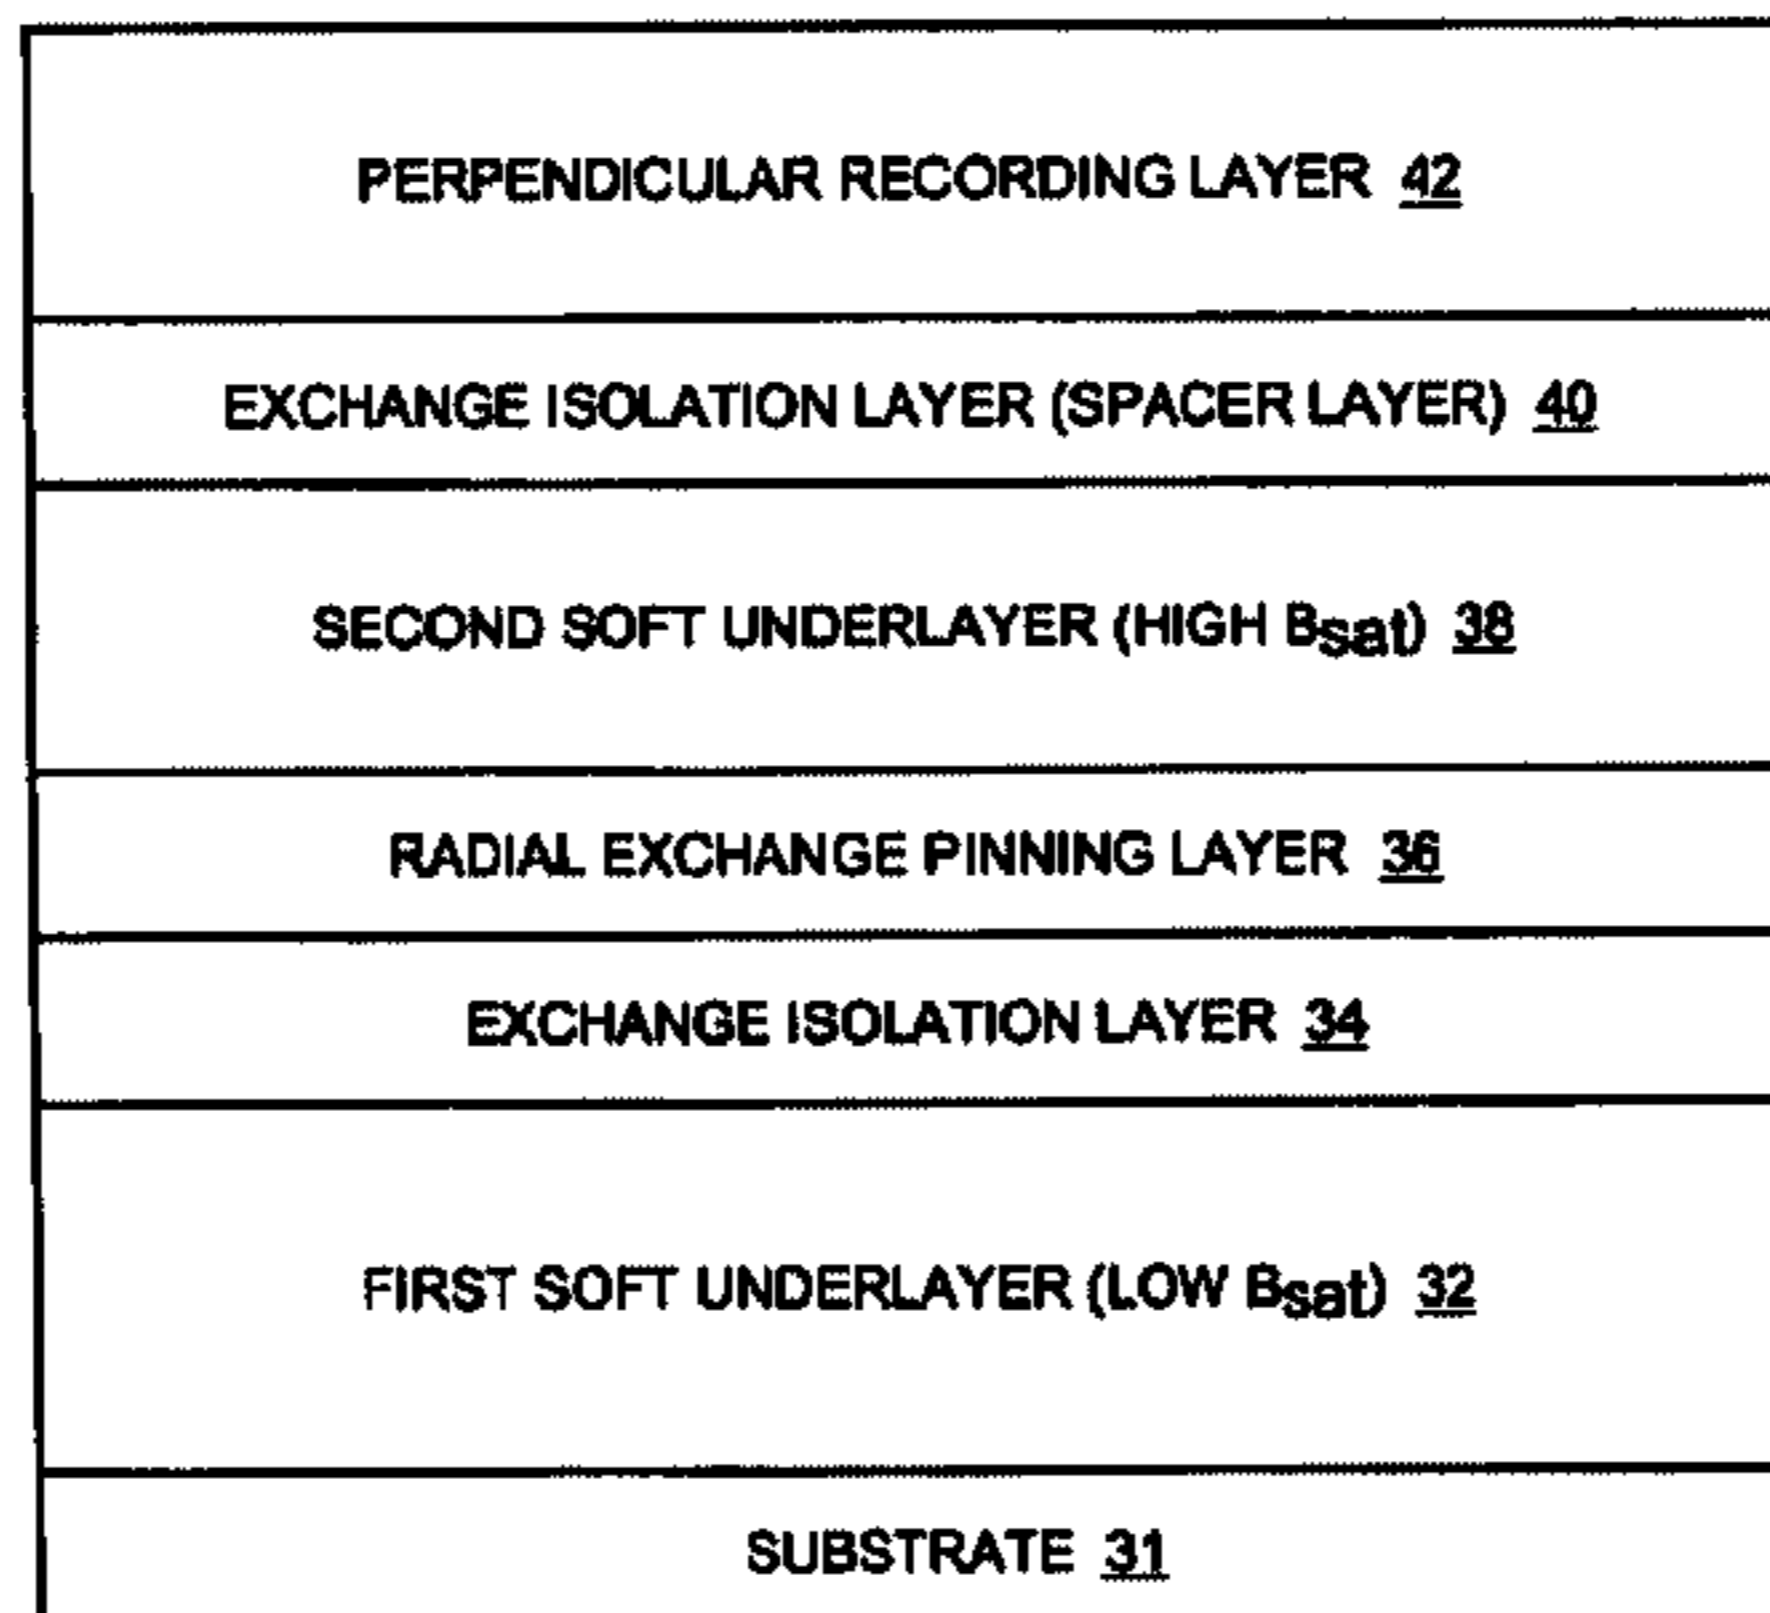 PERPENDICULAR RECORDING LAYER 42
EXCHANGE ISOLATION LAYER (SPACER LAYER) 40
SECOND SOFT UNDERLAYER (HIGH Bsat) 38
RADIAL EXCHANGE PINNING LAYER 36
EXCHANGE ISOLATION LAYER 34
FIRST SOFT UNDERLAYER (LOW Bsat) 32
SUBSTRATE 31